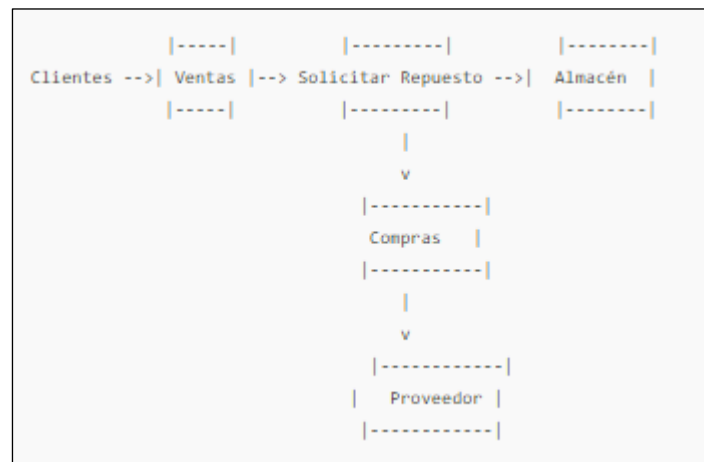 |-----| |---------| |--------|
Clientes -->| Ventas |--> Solicitar Repuesto -->| Almacén |
|-----| |---------| |--------|
|
v
|-----------|
Compras |
|-----------|
|
v
|------------|
| Proveedor |
|------------|